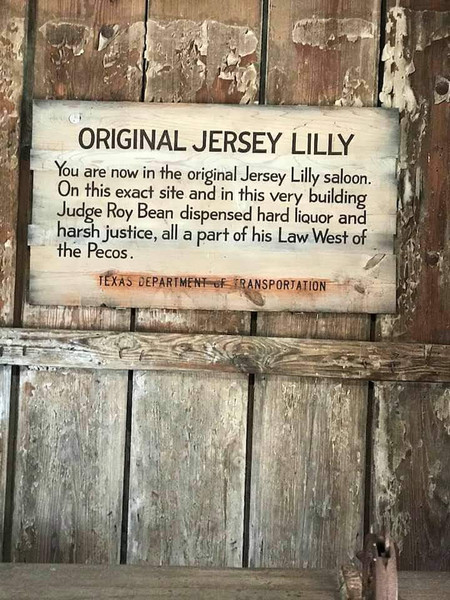 ORIGINAL JERSEY LILLY
You are now in the original Jersey Lilly saloon.
On this exact site and in this very building
Judge Roy Bean dispensed hard liquor and
harsh justice, all a part of his Law West of
the Pecos.
TEXAS DEPARTMENT OF TRANSPORTATION